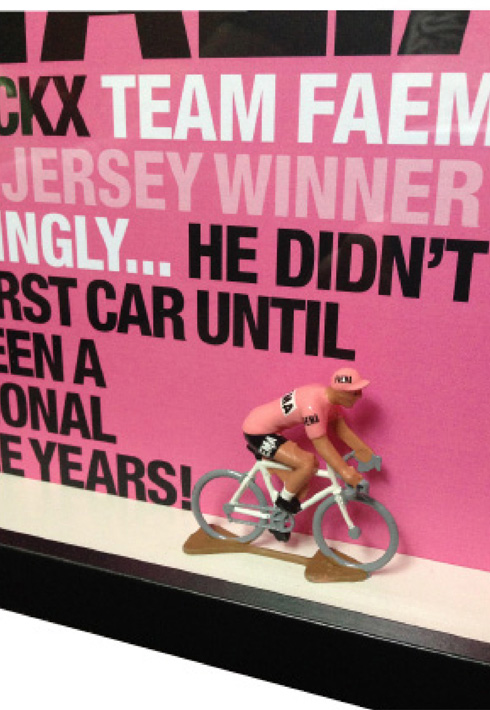 CKX TEAM FAEM
JERSEY WINNER
INGLY... HE DIDN'T
RST CAR UNTIL
EEN A
ONAL
E YEARS!
FAEMA